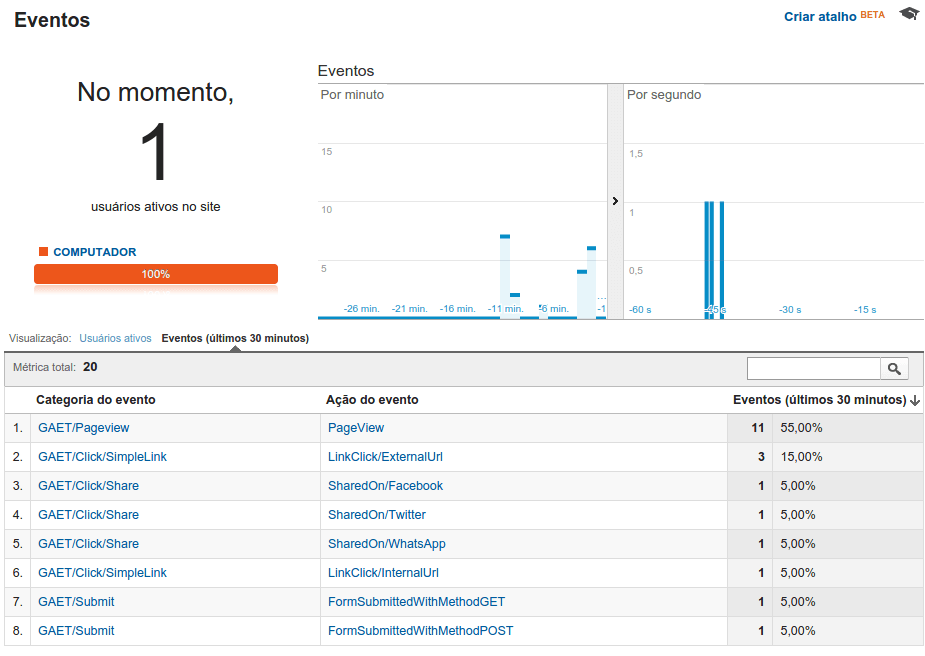 Eventos
Criar atalho BETA
No momento,
1
usuários ativos no site
COMPUTADOR
100%
Eventos
Por minuto
15
10
5
-26 min. -21 min. -16 min. -11 min. -6 min. -1
...
Por segundo
1,5
1
0,5
-60 s -45 s -30 s -15 s
Visualização: Usuários ativos Eventos (últimos 30 minutos)
Métrica total: 20
Categoria do evento Ação do evento Eventos (últimos 30 minutos)
1. GAET/Pageview PageView 11 55,00%
2. GAET/Click/SimpleLink LinkClick/ExternalUrl 3 15,00%
3. GAET/Click/Share SharedOn/Facebook 1 5,00%
4. GAET/Click/Share SharedOn/Twitter 1 5,00%
5. GAET/Click/Share SharedOn/WhatsApp 1 5,00%
6. GAET/Click/SimpleLink LinkClick/InternalUrl 1 5,00%
7. GAET/Submit FormSubmittedWithMethodGET 1 5,00%
8. GAET/Submit FormSubmittedWithMethodPOST 1 5,00%